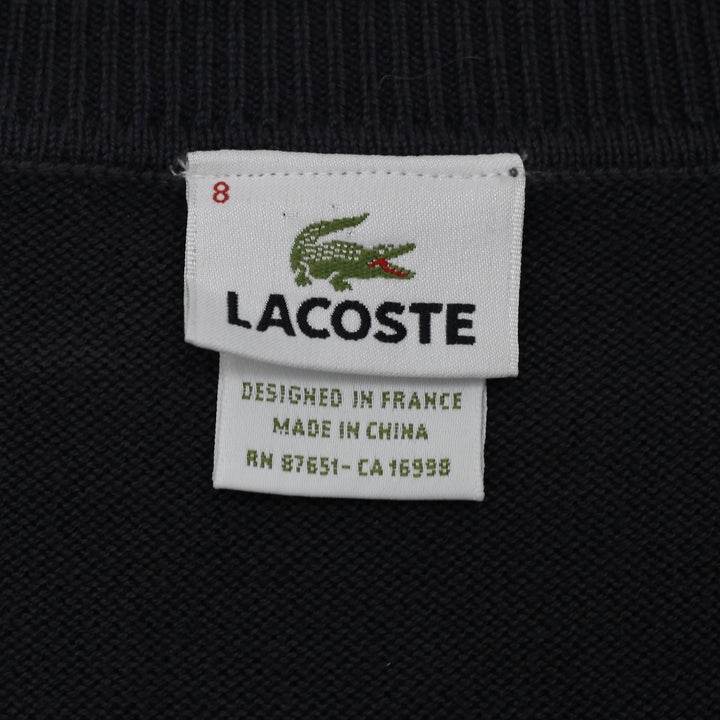 8
LACOSTE
DESIGNED IN FRANCE
MADE IN CHINA
RN 87651-CA 16998